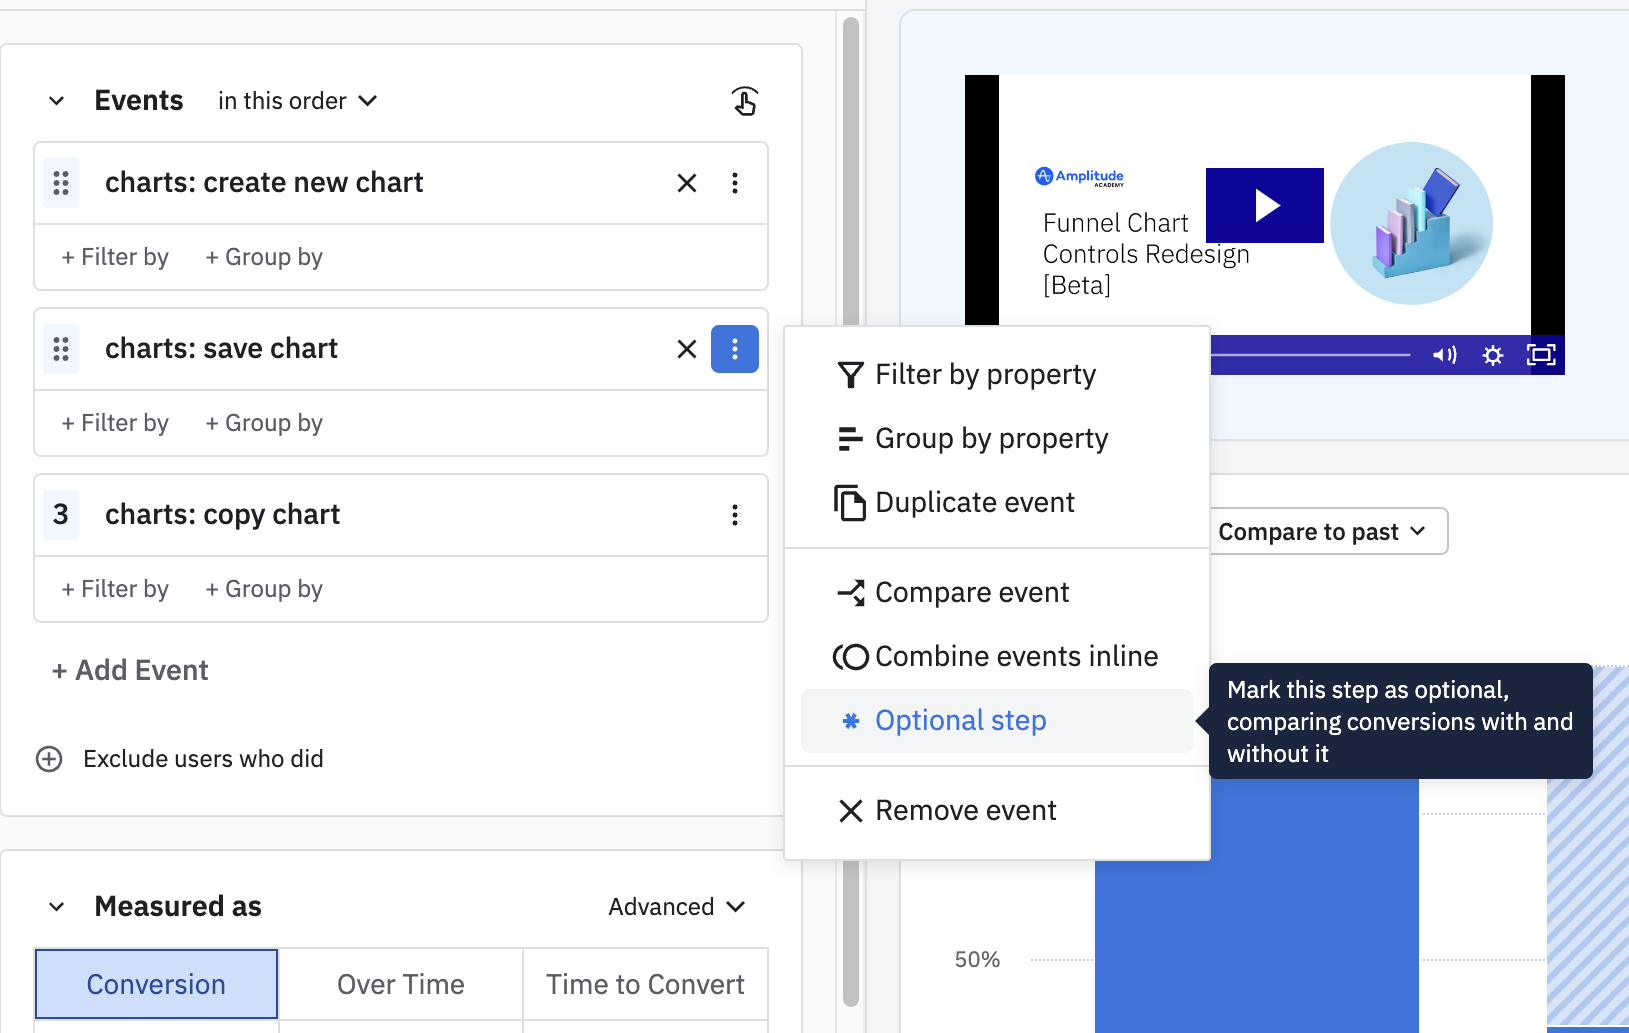 Events in this order
charts: create new chart
+ Filter by + Group by
charts: save chart
+ Filter by + Group by
3 charts: copy chart
+ Filter by + Group by
+ Add Event
Exclude users who did
Measured as Advanced
Conversion Over Time Time to Convert
Amplitude
ACADEMY
Funnel Chart
Controls Redesign
[Beta]
Filter by property
Group by property
Duplicate event
Compare event
Combine events inline
* Optional step
Remove event
Mark this step as optional,
comparing conversions with and
without it
Compare to past
50%